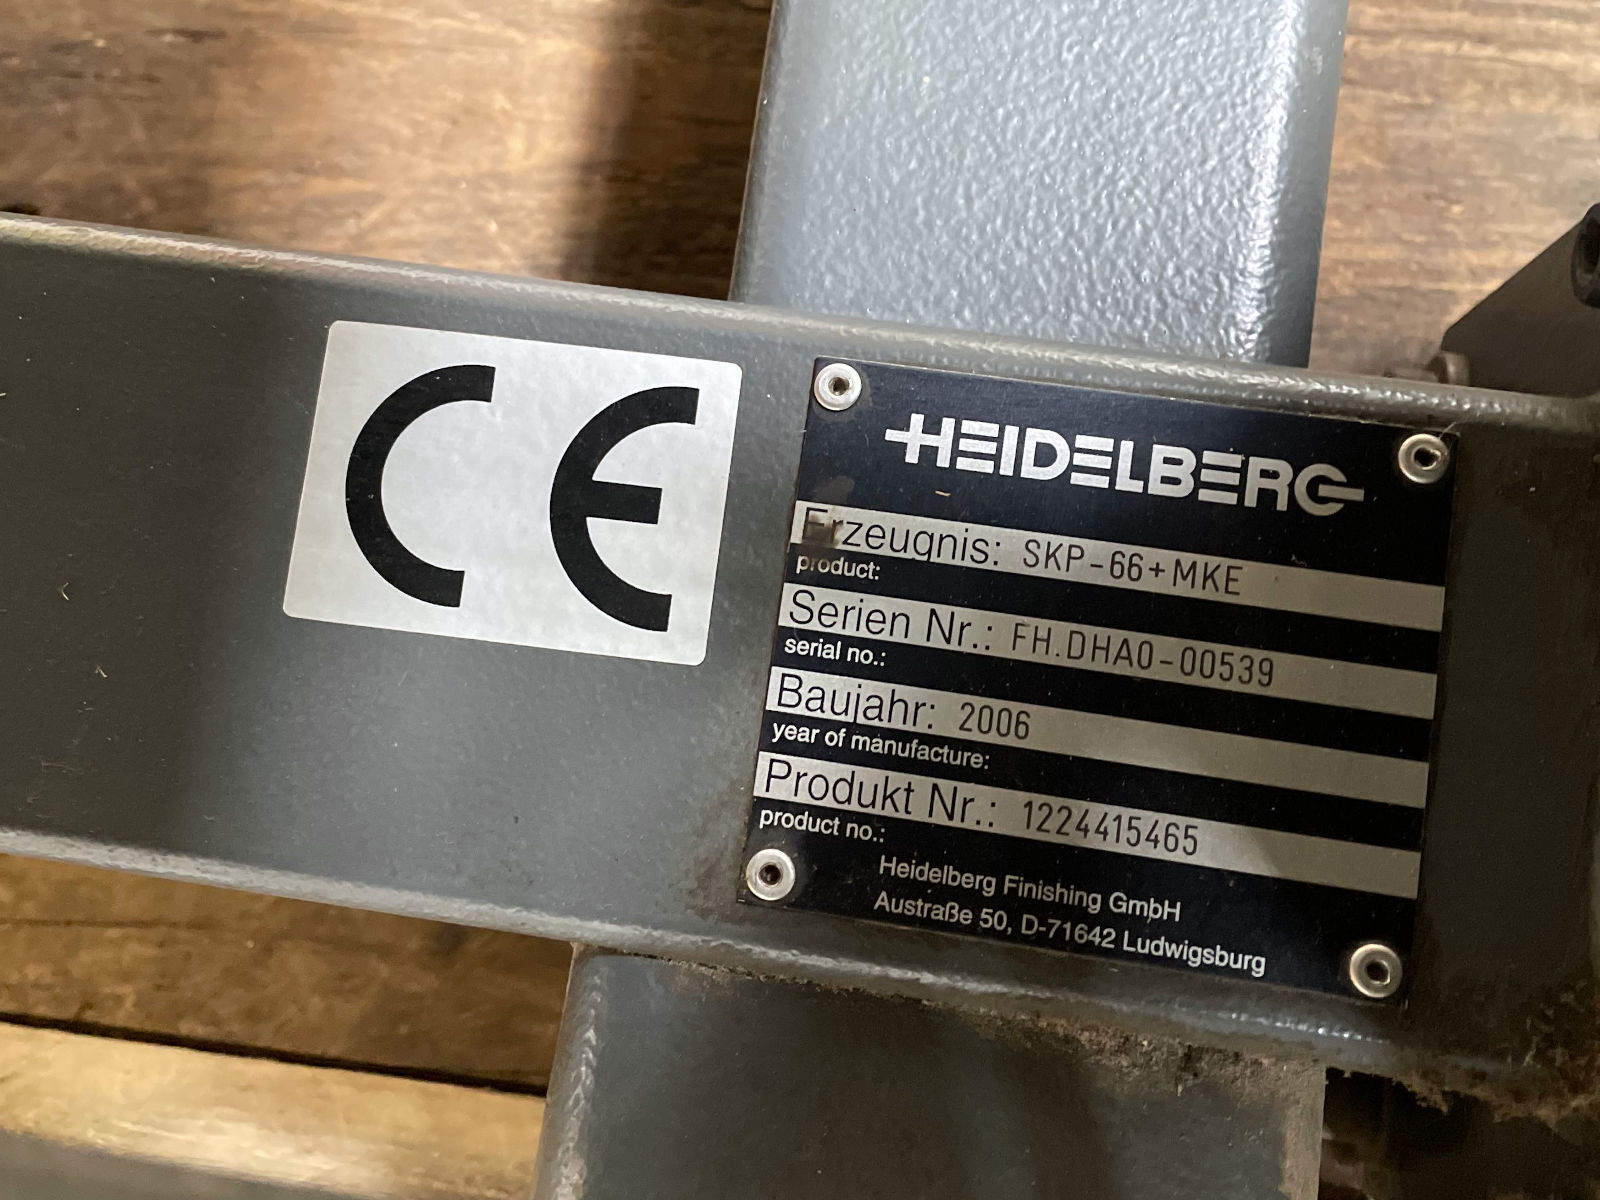 CE
HEIDELBERG
Erzeugnis: SKP-66+MKE
product:
Serien Nr.: FH.DHA0-00539
serial no.:
Baujahr: 2006
year of manufacture:
Produkt Nr.: 1224415465
product no.:
Heidelberg Finishing GmbH
Austraße 50, D-71642 Ludwigsburg